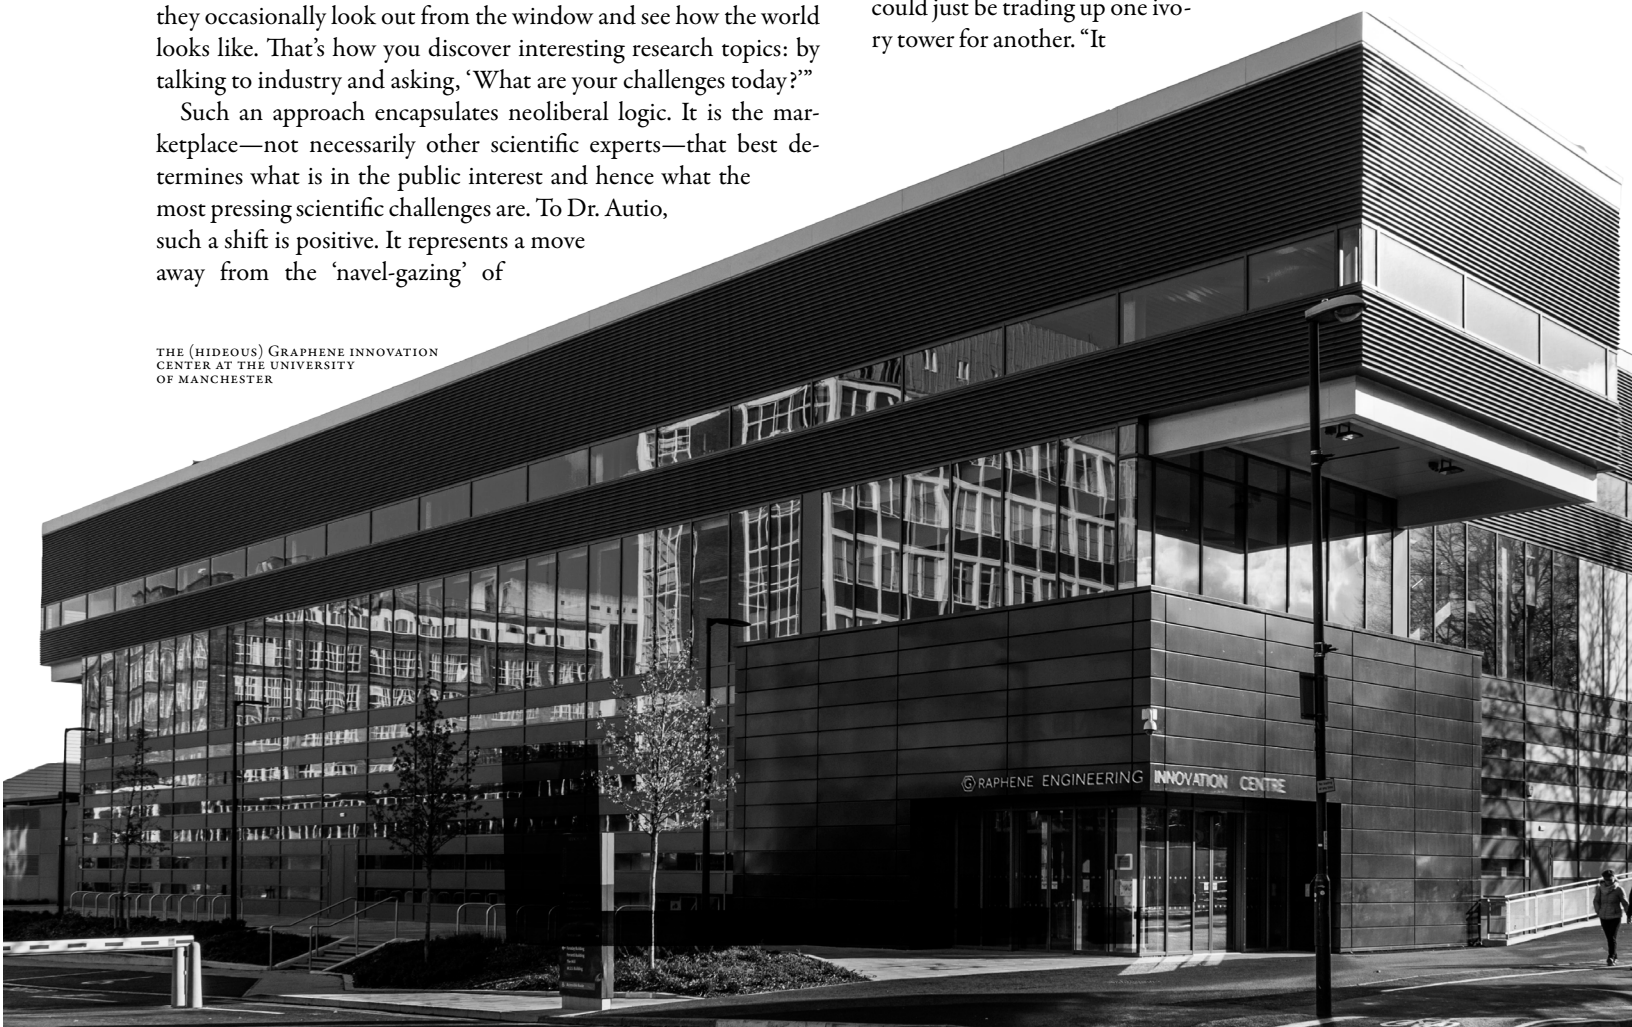 they occasionally look out from the window and see how the world
looks like. That’s how you discover interesting research topics: by
talking to industry and asking, ‘What are your challenges today?’”
Such an approach encapsulates neoliberal logic. It is the mar-
ketplace—not necessarily other scientific experts—that best de-
termines what is in the public interest and hence what the
most pressing scientific challenges are. To Dr. Autio,
such a shift is positive. It represents a move
away from the ‘navel-gazing’ of
could just be trading up one ivo-
ry tower for another. “It
THE (HIDEOUS) GRAPHENE INNOVATION
CENTER AT THE UNIVERSITY
OF MANCHESTER
GRAPHENE ENGINEERING INNOVATION CENTRE